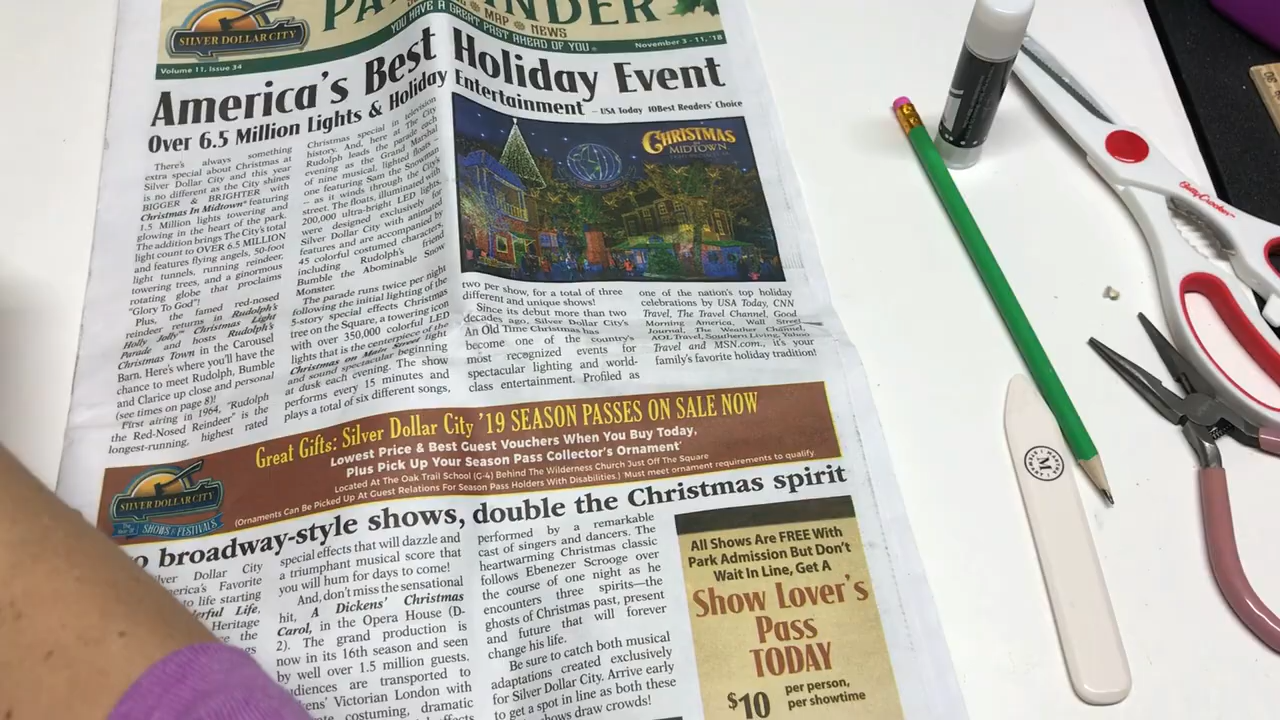 SILVER DOLLAR CITY
MAP NEWS
YOU HAVE A GREAT PAST AHEAD OF YOU
Volume 11, Issue 34
November 3 - 11, '18
America's Best Holiday Event
Over 6.5 Million Lights & Holiday Entertainment
– USA Today 10Best Readers' Choice
There's always something
extra special about Christmas at
Silver Dollar City and this year
is no different as the City shines
BIGGER & BRIGHTER with
Christmas In Midtown* featuring
1.5 Million lights towering and
glowing in the heart of the park.
The addition brings The City's total
light count to OVER 6.5 MILLION
and features flying angels, 50-foot
light tunnels, running reindeer,
towering trees, and a ginormous
rotating globe that proclaims
"Glory To God"!
Plus, the famed red-nosed
reindeer returns in Rudolph's
Holly Jolly™ Christmas Light
Parade and hosts Rudolph's
Christmas Town in the Carousel
Barn. Here's where you'll have the
chance to meet Rudolph, Bumble
and Clarice up close and personal
(see times on page 8)!
First airing in 1964, "Rudolph
the Red-Nosed Reindeer" is the
longest-running, highest rated
Christmas special in television
history. And, here at The City
Rudolph leads the parade each
evening as the Grand Marshal
of nine musical, lighted floats –
one featuring Sam the Snowman
– as it winds through the City's
street. The floats, illuminated with
200,000 ultra-bright LED lights,
were designed exclusively for
Silver Dollar City with animated
features and are accompanied by
45 colorful costumed characters,
including Rudolph's friend
Bumble the Abominable Snow
Monster.
The parade runs twice per night
following the initial lighting of the
5-story special effects Christmas
tree on the Square, a towering icon
with over 350,000 colorful LED
lights that is the centerpiece of the
Christmas on Main Street light
and sound spectacular beginning
at dusk each evening. The show
performs every 15 minutes and
plays a total of six different songs,
CHRISTMAS
IN MIDTOWN
two per show, for a total of three
different and unique shows!
Since its debut more than two
decades ago, Silver Dollar City's
An Old Time Christmas has
become one of the country's
most recognized events for
spectacular lighting and world-
class entertainment. Profiled as
one of the nation's top holiday
celebrations by USA Today, CNN
Travel, The Travel Channel, Good
Morning America, Wall Street
Journal, The Weather Channel,
AOL Travel, Southern Living, Yahoo
Travel and MSN.com., it's your
family's favorite holiday tradition!
Great Gifts: Silver Dollar City '19 SEASON PASSES ON SALE NOW
Lowest Price & Best Guest Vouchers When You Buy Today,
Plus Pick Up Your Season Pass Collector's Ornament*
Located At The Oak Trail School (G-4) Behind The Wilderness Church Just Off The Square
(Ornaments Can Be Picked Up At Guest Relations For Season Pass Holders With Disabilities.) *Must meet ornament requirements to qualify.
SILVER DOLLAR CITY
SHOWS & FESTIVALS
o broadway-style shows, double the Christmas spirit
ilver Dollar City
merica's Favorite
to life starting
erful Life,
Heritage
the
special effects that will dazzle and
a triumphant musical score that
you will hum for days to come!
And, don't miss the sensational
hit, A Dickens' Christmas
Carol, in the Opera House (D-
2). The grand production is
now in its 16th season and seen
by well over 1.5 million guests.
udiences are transported to
kens' Victorian London with
costuming, dramatic
performed by a remarkable
cast of singers and dancers. The
heartwarming Christmas classic
follows Ebenezer Scrooge over
the course of one night as he
encounters three spirits—the
ghosts of Christmas past, present
and future that will forever
change his life.
Be sure to catch both musical
adaptations created exclusively
for Silver Dollar City. Arrive early
to get a spot in line as both these
shows draw crowds!
All Shows Are FREE With
Park Admission But Don't
Wait In Line, Get A
Show Lover's
Pass
TODAY
$10 per person,
per showtime
Betty Crocker
M